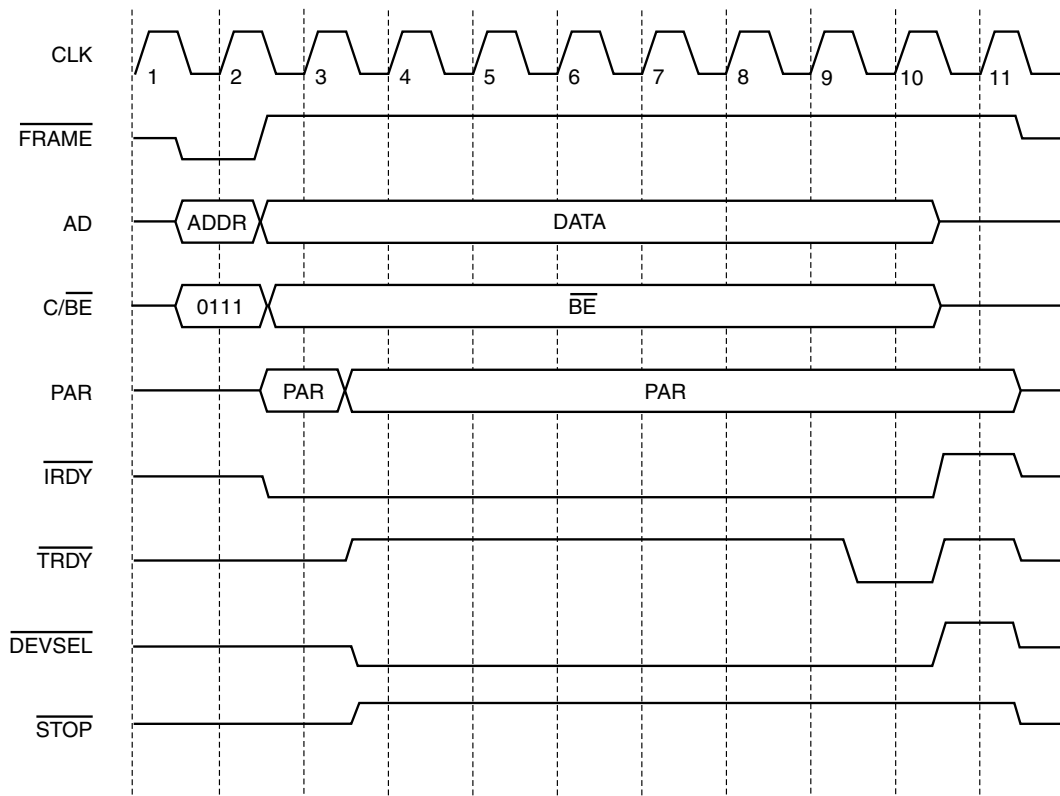 CLK
1 2 3 4 5 6 7 8 9 10 11
FRAME
AD ADDR DATA
C/BE 0111 BE
PAR PAR PAR
IRDY
TRDY
DEVSEL
STOP